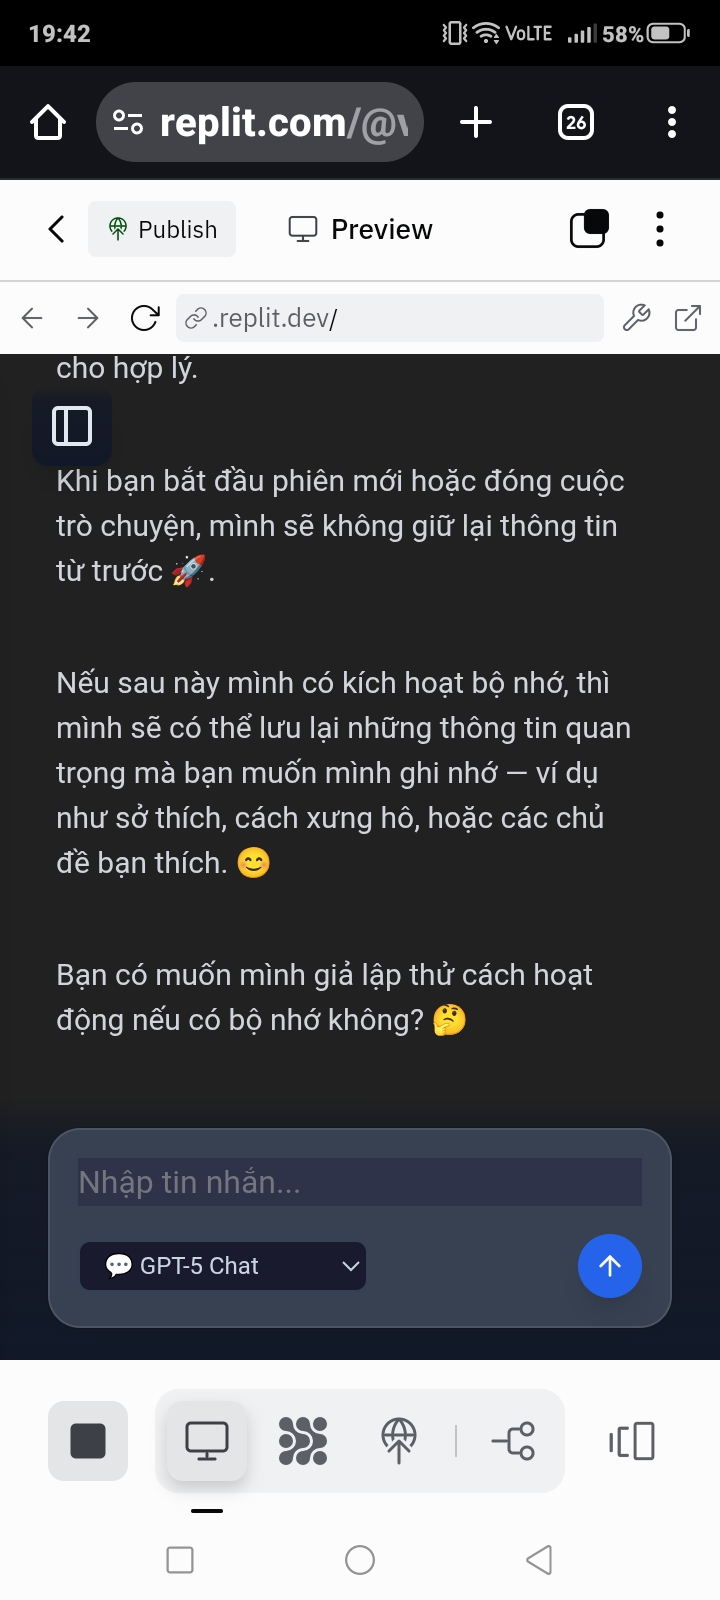 19:42
VoLTE 58%
replit.com/@v
26
Publish
Preview
.replit.dev/
cho hợp lý.
Khi bạn bắt đầu phiên mới hoặc đóng cuộc
trò chuyện, mình sẽ không giữ lại thông tin
từ trước 🚀.
Nếu sau này mình có kích hoạt bộ nhớ, thì
mình sẽ có thể lưu lại những thông tin quan
trọng mà bạn muốn mình ghi nhớ — ví dụ
như sở thích, cách xưng hô, hoặc các chủ
đề bạn thích. 😊
Bạn có muốn mình giả lập thử cách hoạt
động nếu có bộ nhớ không? 🤔
Nhập tin nhắn...
💬 GPT-5 Chat